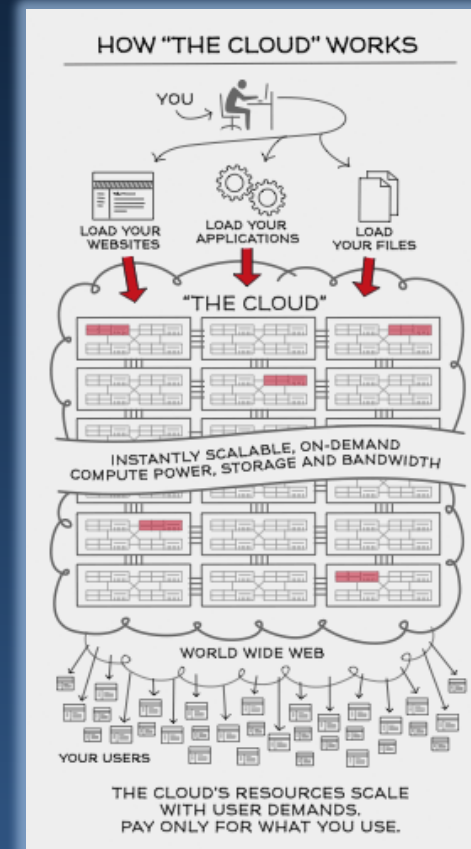 HOW “THE CLOUD” WORKS
YOU
LOAD YOUR
WEBSITES
LOAD YOUR
APPLICATIONS
LOAD
YOUR FILES
“THE CLOUD”
INSTANTLY SCALABLE, ON-DEMAND
COMPUTE POWER, STORAGE AND BANDWIDTH
WORLD WIDE WEB
YOUR USERS
THE CLOUD'S RESOURCES SCALE
WITH USER DEMANDS.
PAY ONLY FOR WHAT YOU USE.